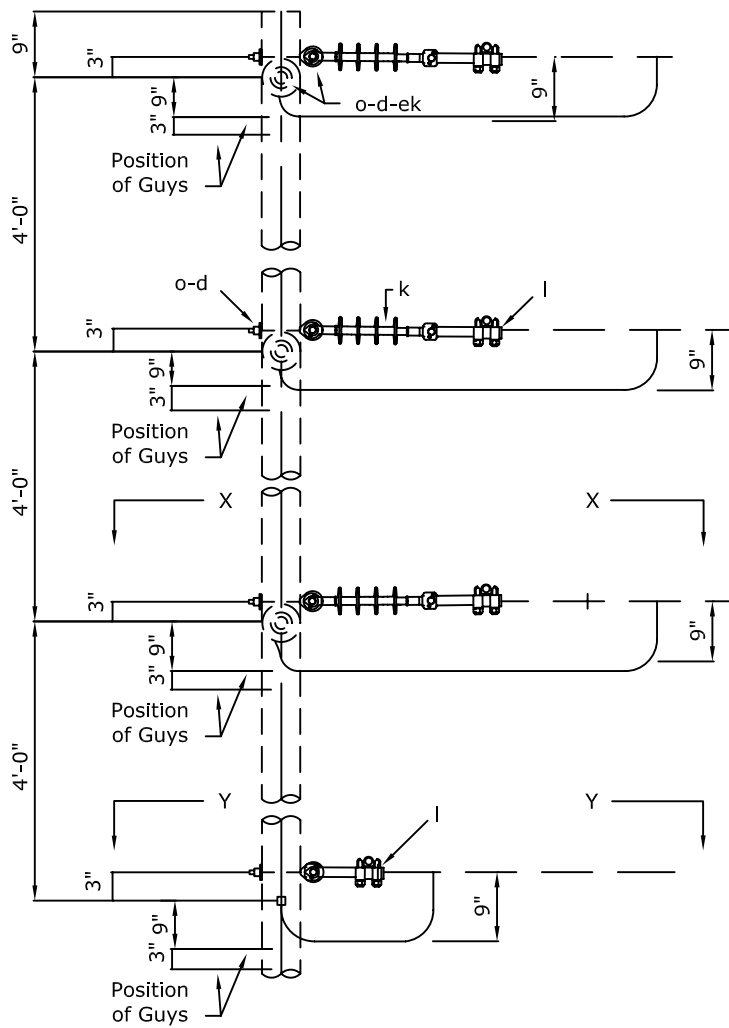 9"
3"
o-d-ek
9"
3" 9"
Position
of Guys
4'-0"
o-d
k
l
3"
9"
3" 9"
Position
of Guys
4'-0"
X
X
3"
9"
3" 9"
Position
of Guys
4'-0"
Y
Y
l
3"
9"
3" 9"
Position
of Guys